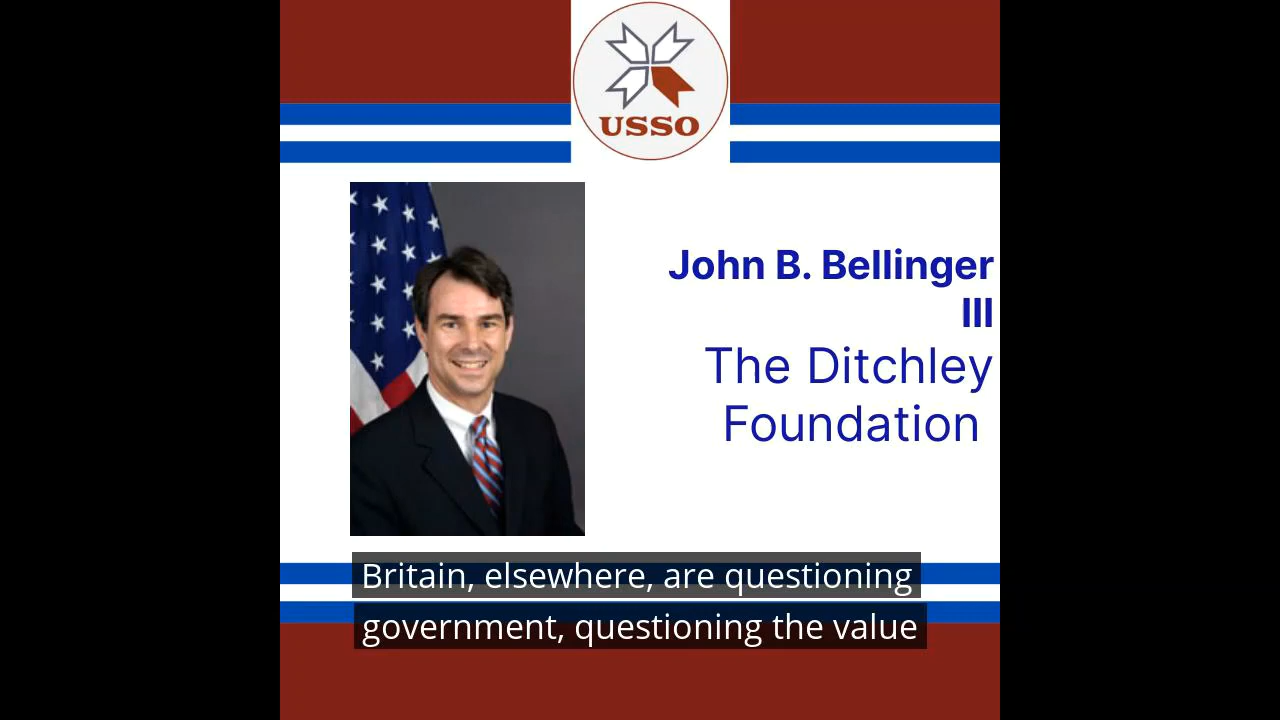 USSO
John B. Bellinger
III
The Ditchley
Foundation
Britain, elsewhere, are questioning
government, questioning the value